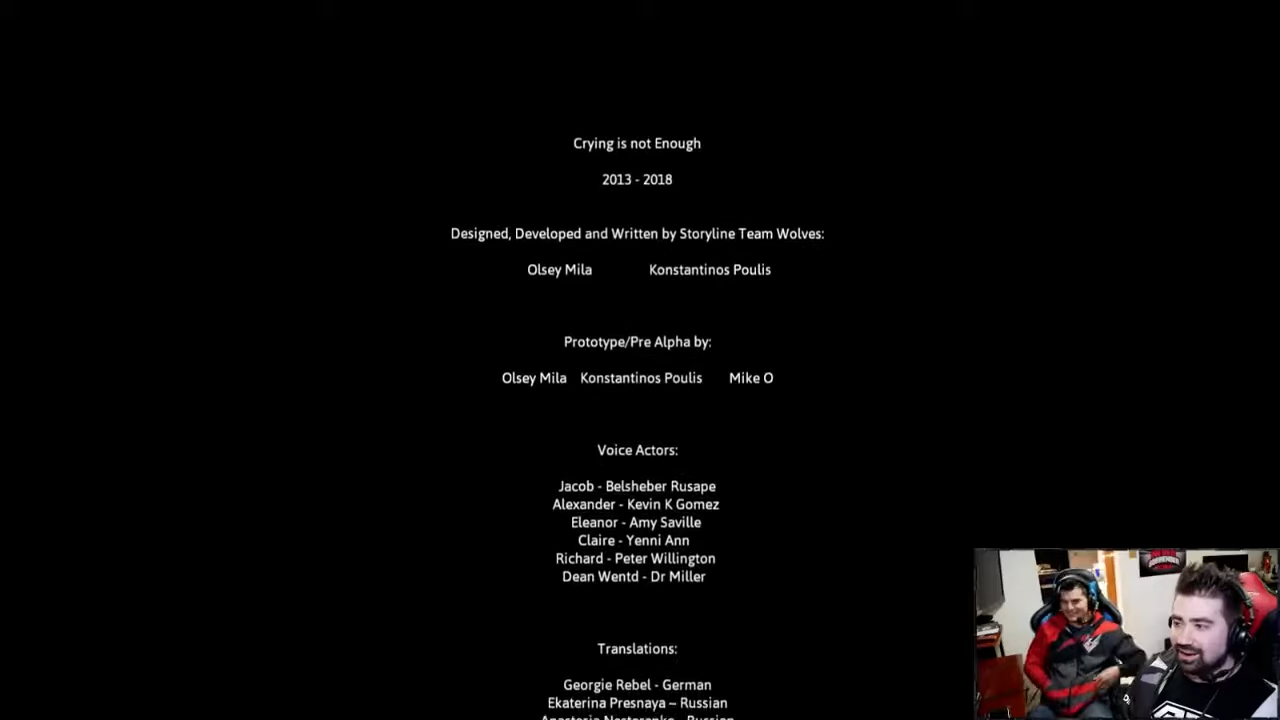 Crying is not Enough
2013 - 2018
Designed, Developed and Written by Storyline Team Wolves:
Olsey Mila Konstantinos Poulis
Prototype/Pre Alpha by:
Olsey Mila Konstantinos Poulis Mike O
Voice Actors:
Jacob - Belsheber Rusape
Alexander - Kevin K Gomez
Eleanor - Amy Saville
Claire - Yenni Ann
Richard - Peter Willington
Dean Wentd - Dr Miller
Translations:
Georgie Rebel - German
Ekaterina Presnaya – Russian